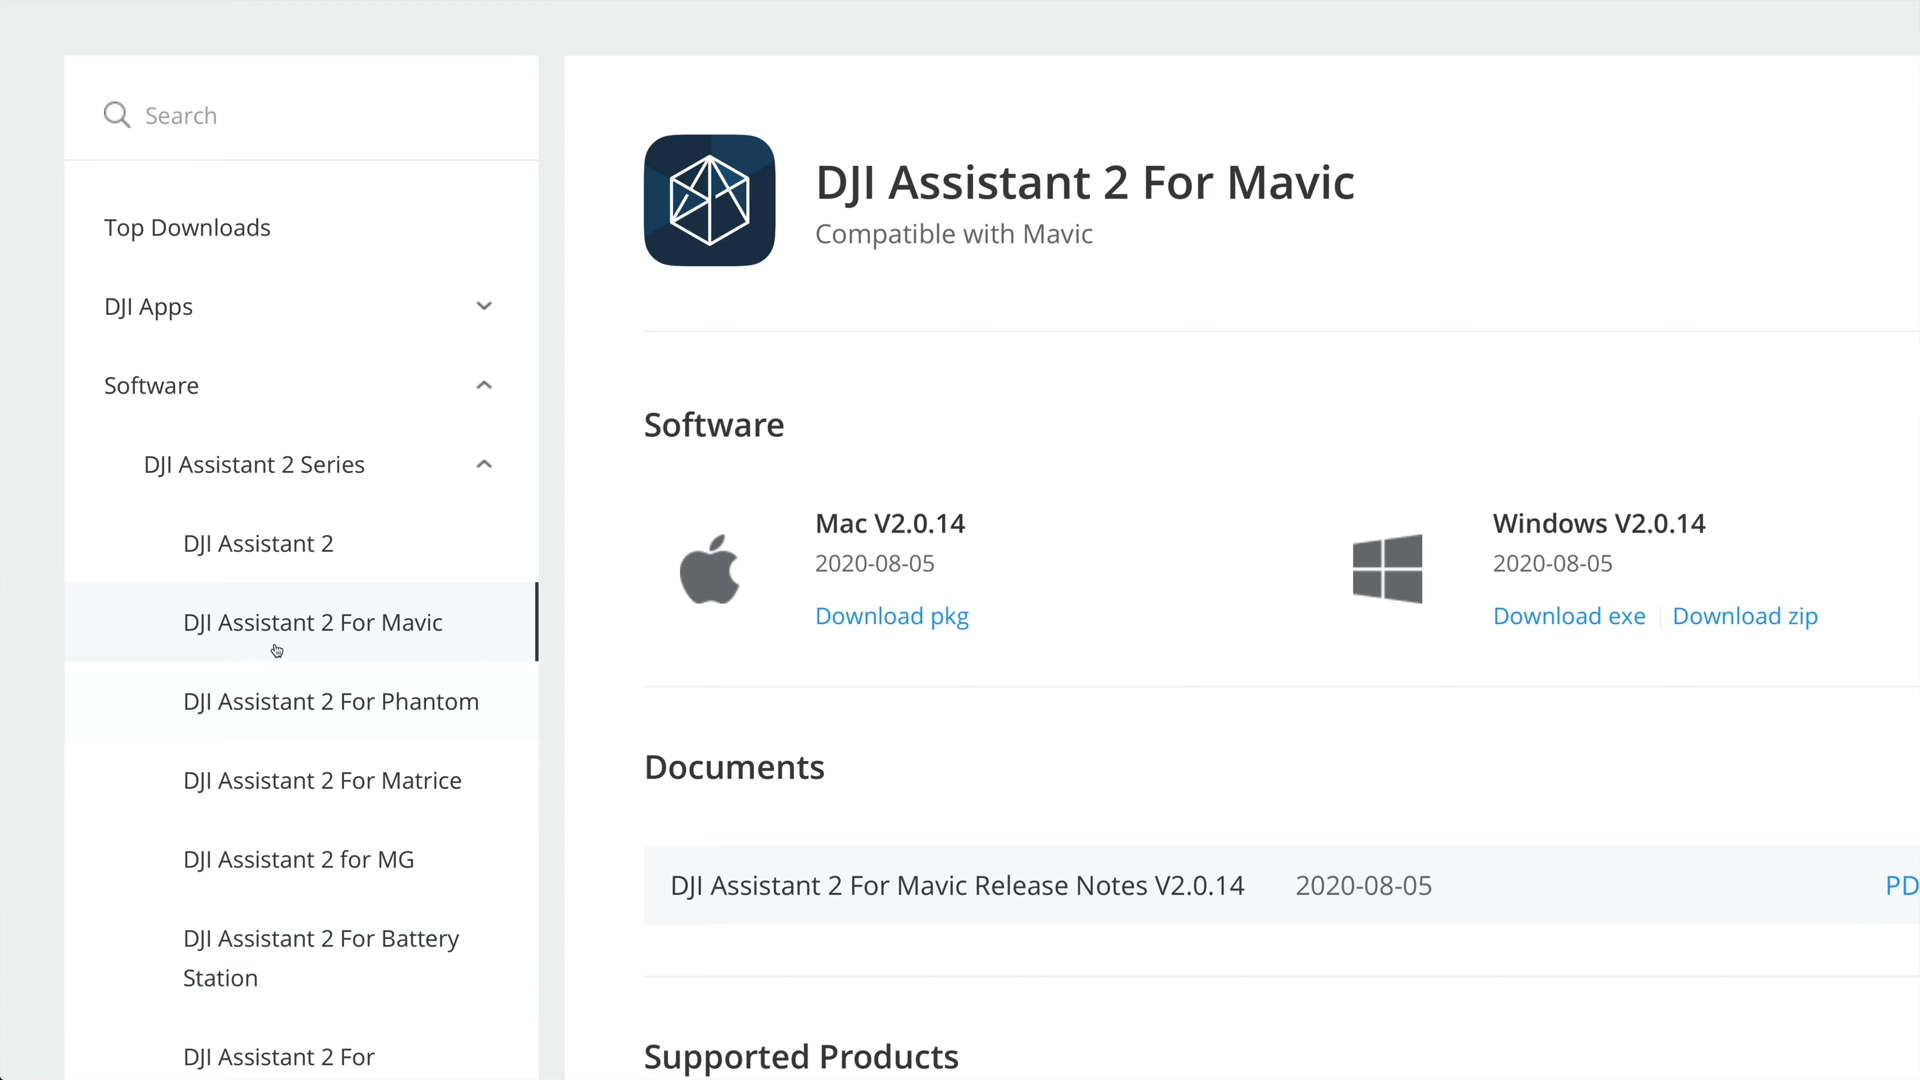 Search
Top Downloads
DJI Apps
Software
DJI Assistant 2 Series
DJI Assistant 2
DJI Assistant 2 For Mavic
DJI Assistant 2 For Phantom
DJI Assistant 2 For Matrice
DJI Assistant 2 for MG
DJI Assistant 2 For Battery
Station
DJI Assistant 2 For
DJI Assistant 2 For Mavic
Compatible with Mavic
Software
Mac V2.0.14
2020-08-05
Download pkg
Windows V2.0.14
2020-08-05
Download exe Download zip
Documents
DJI Assistant 2 For Mavic Release Notes V2.0.14 2020-08-05 PD
Supported Products